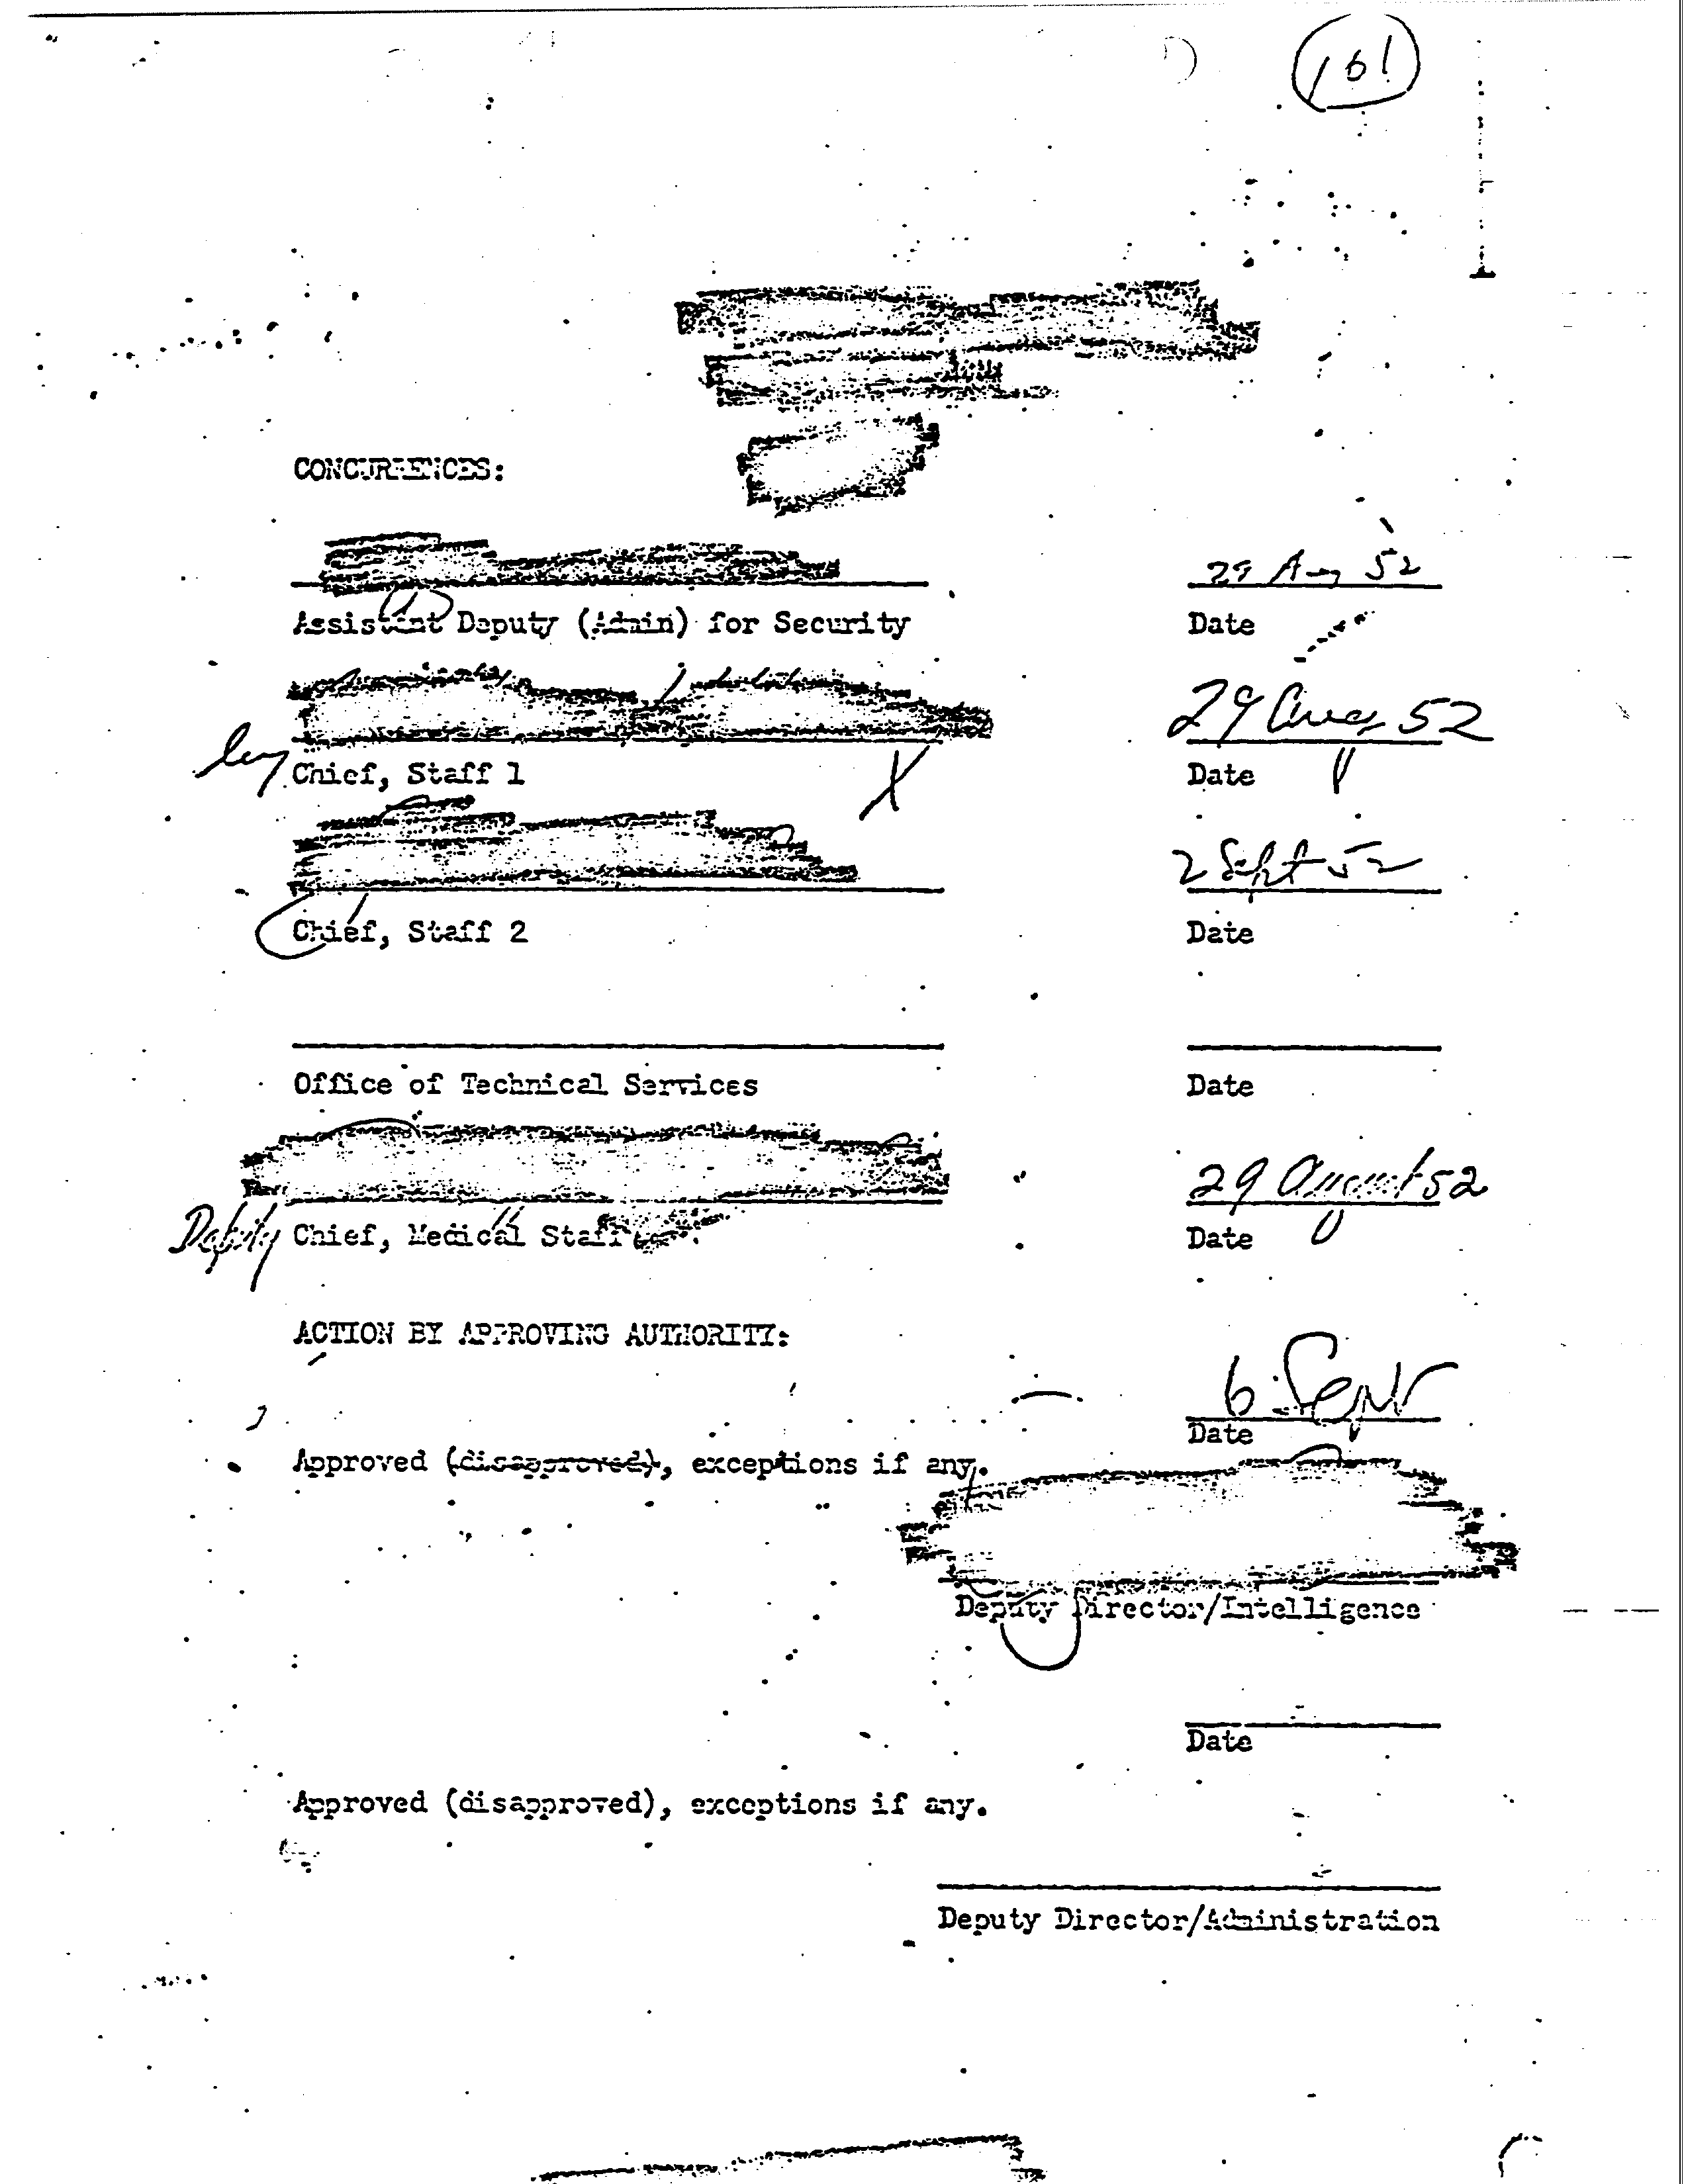 161
CONCURRENCES:
29 Aug 52
Assistant Deputy (Admin) for Security Date
29 Aug 52
Chief, Staff 1 Date
2 Sept 52
Chief, Staff 2 Date
Office of Technical Services Date
29 August 52
Deputy Chief, Medical Staff Date
ACTION BY APPROVING AUTHORITY:
6 Sept
Date
Approved (disapproved), exceptions if any.
Deputy Director/Intelligence
Date
Approved (disapproved), exceptions if any.
Deputy Director/Administration